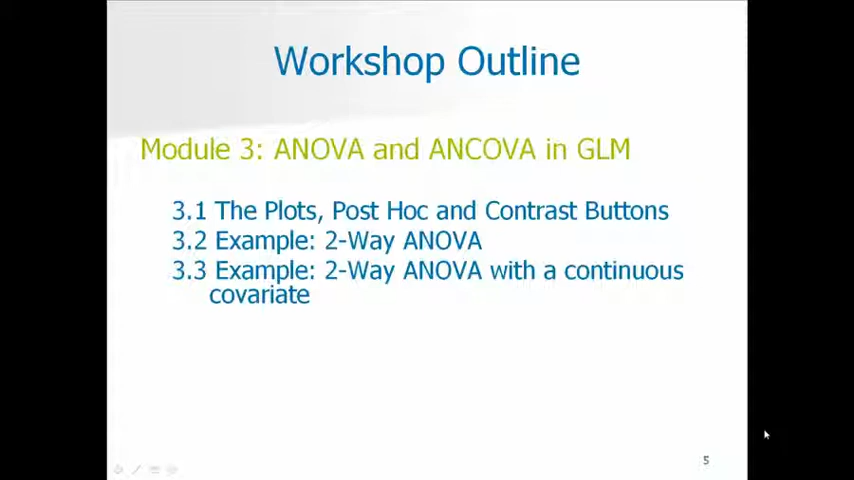 Workshop Outline
Module 3: ANOVA and ANCOVA in GLM
3.1 The Plots, Post Hoc and Contrast Buttons
3.2 Example: 2-Way ANOVA
3.3 Example: 2-Way ANOVA with a continuous
covariate
5